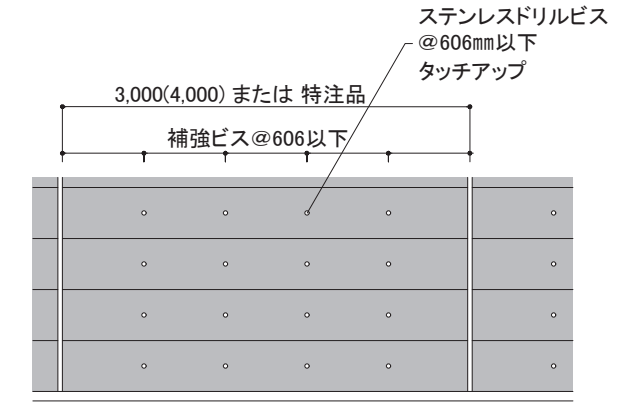 ステンレスドリルビス
@606㎜以下
タッチアップ
3,000(4,000) または 特注品
補強ビス@606以下